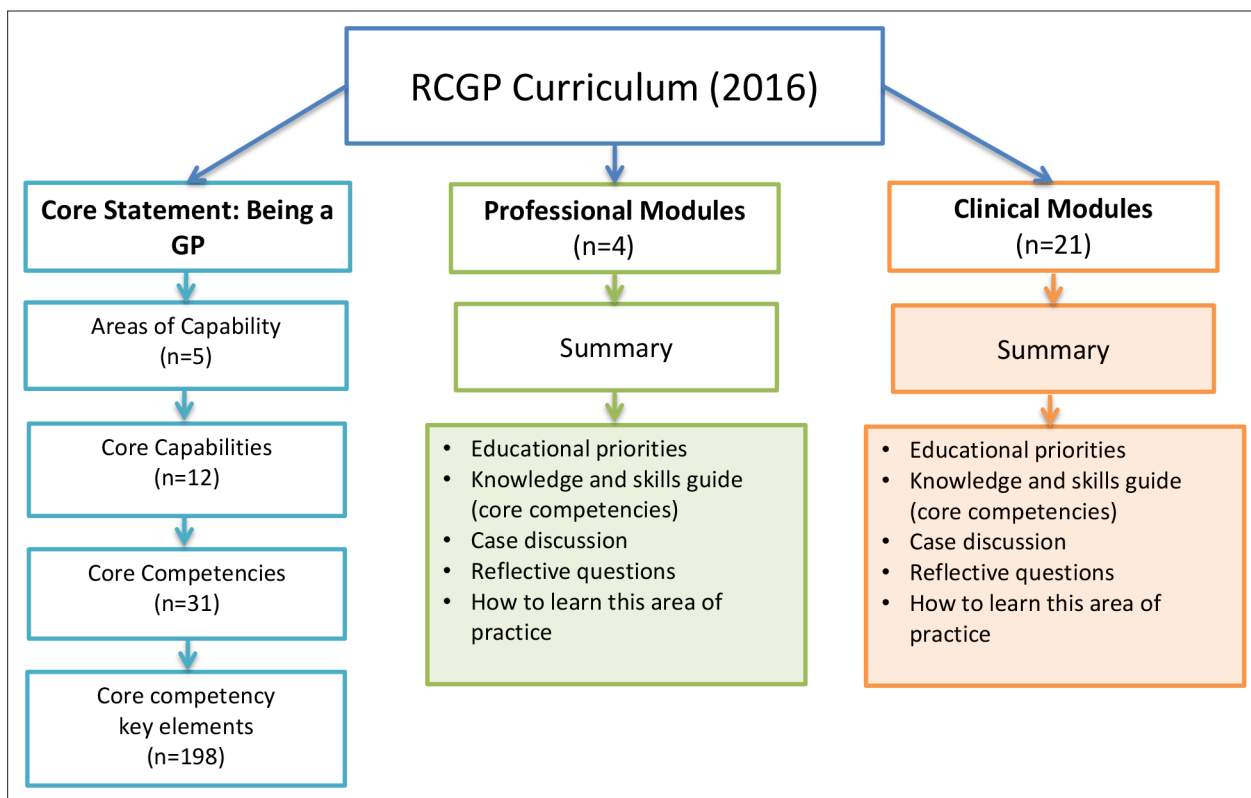 RCGP Curriculum (2016)
Core Statement: Being a
GP
Areas of Capability
(n=5)
Core Capabilities
(n=12)
Core Competencies
(n=31)
Core competency
key elements
(n=198)
Professional Modules
(n=4)
Summary
• Educational priorities
• Knowledge and skills guide
(core competencies)
• Case discussion
• Reflective questions
• How to learn this area of
practice
Clinical Modules
(n=21)
Summary
• Educational priorities
• Knowledge and skills guide
(core competencies)
• Case discussion
• Reflective questions
• How to learn this area of
practice